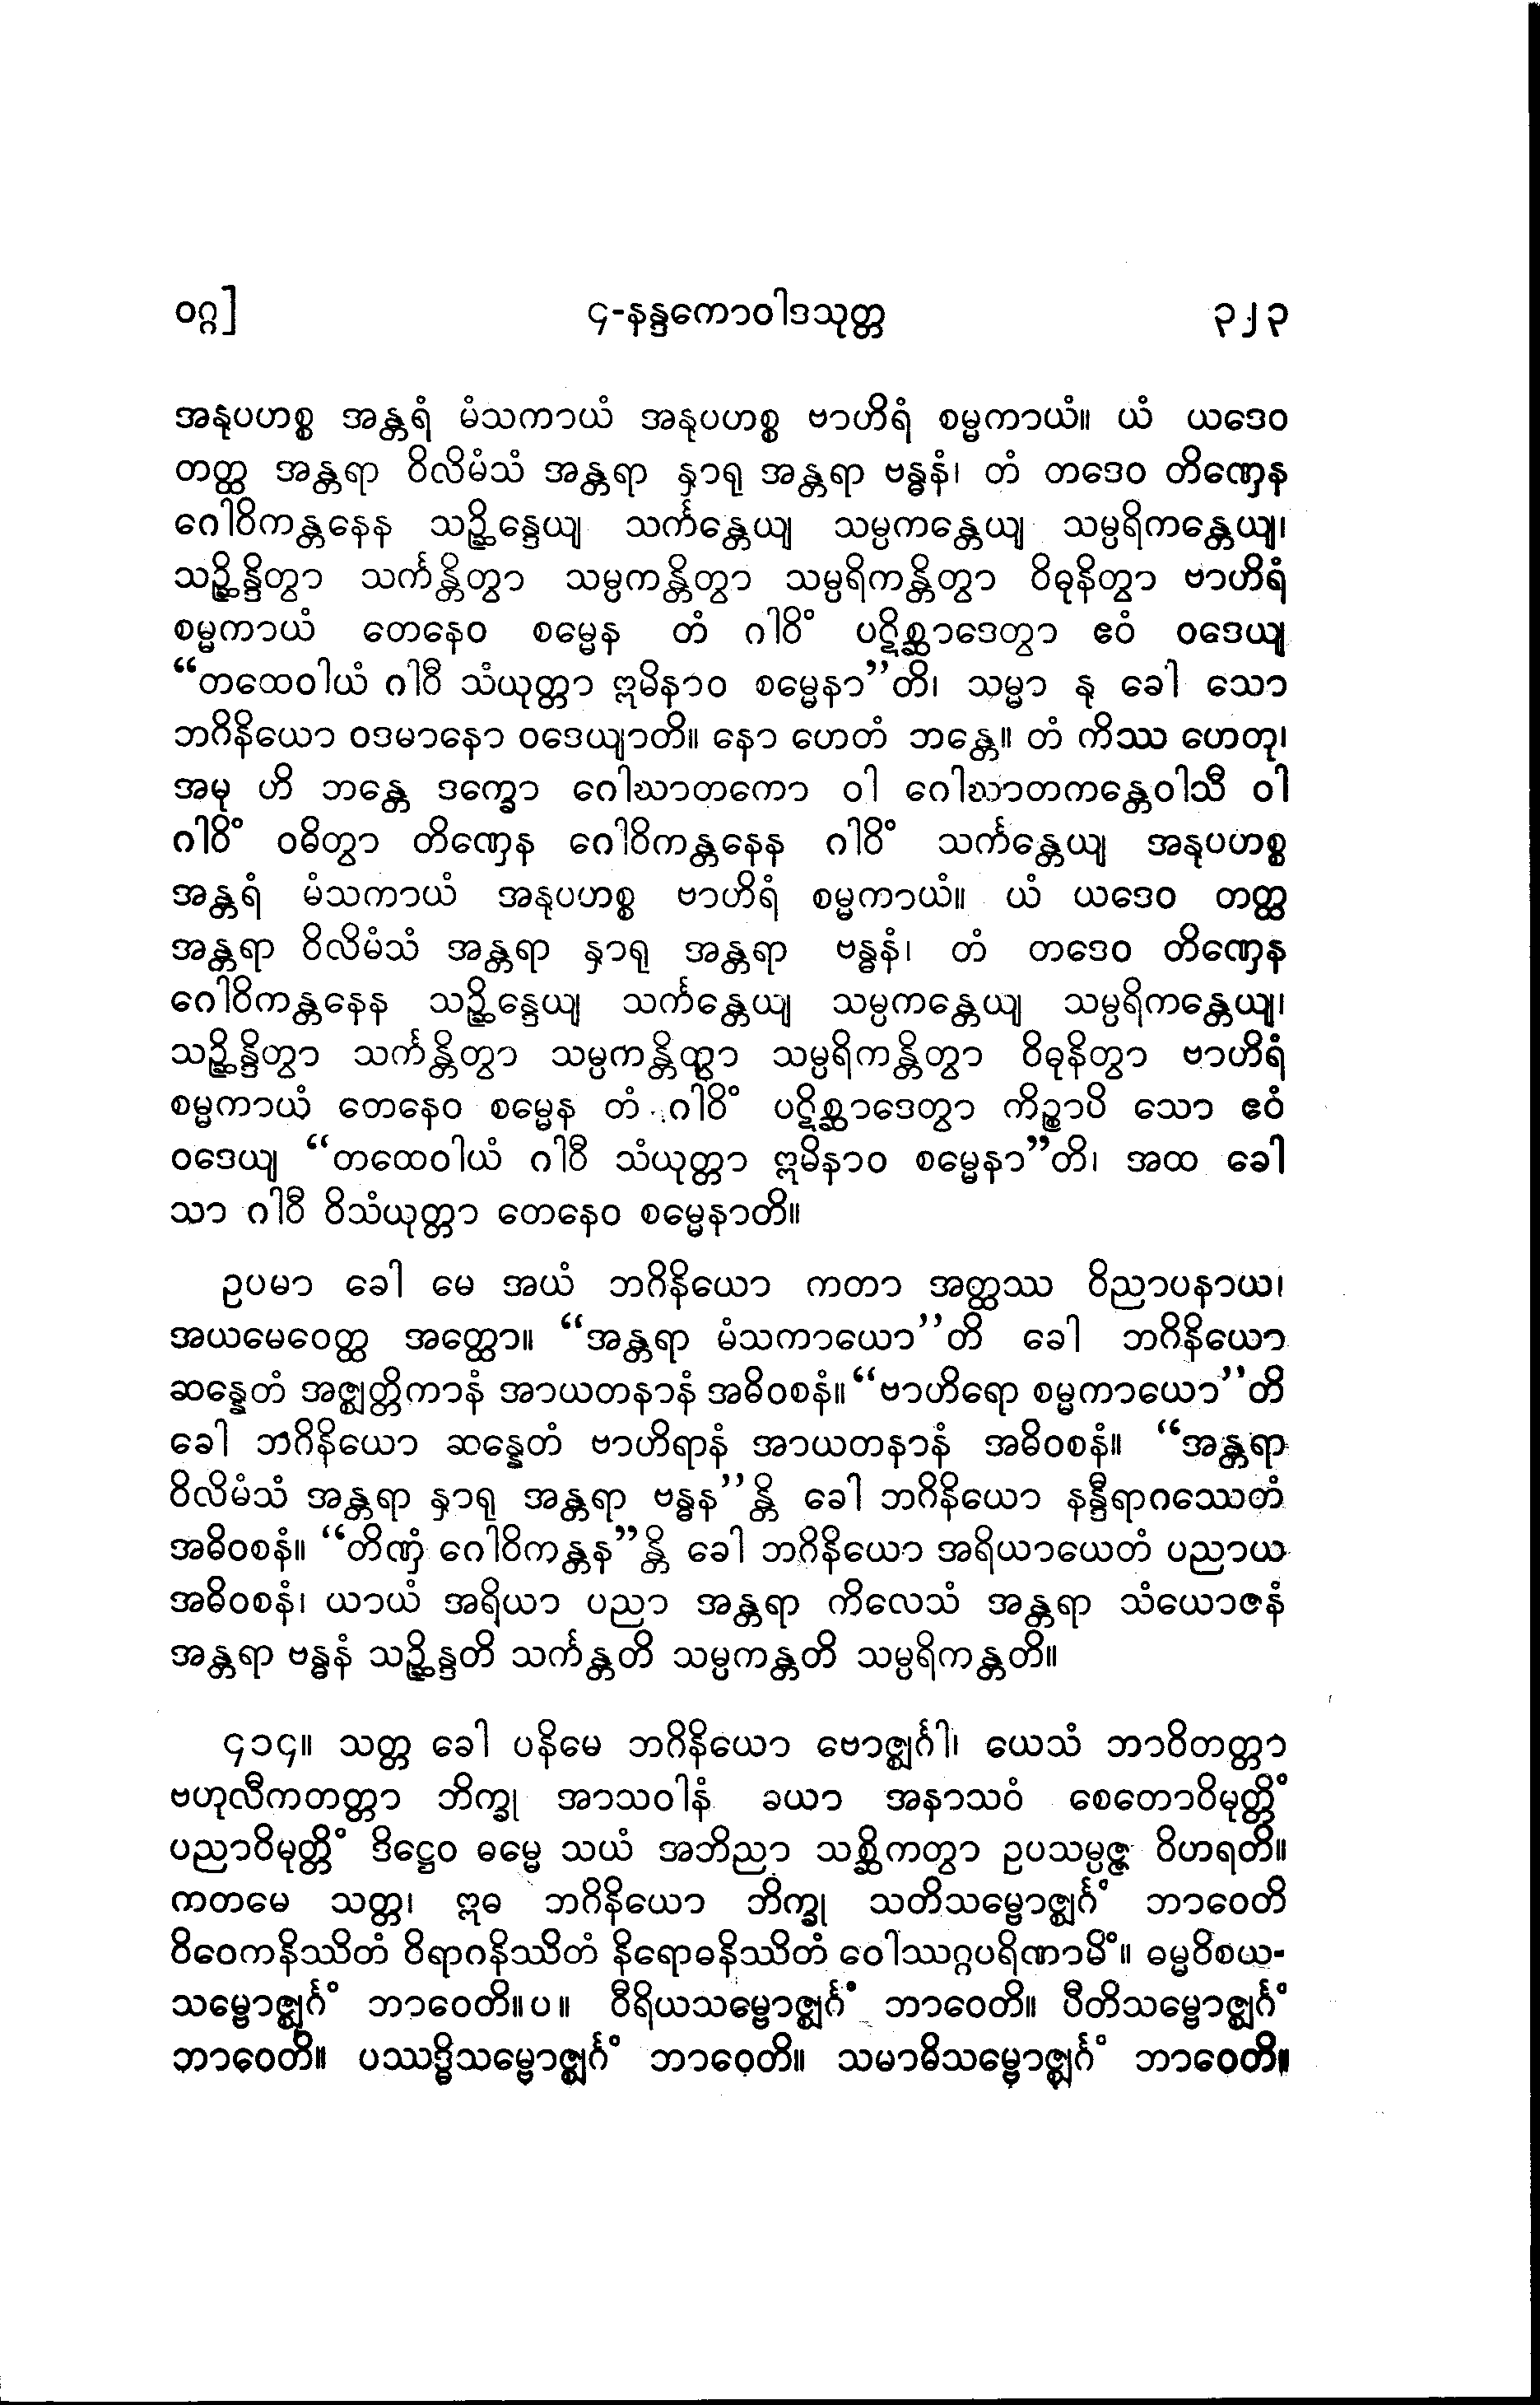 ဝဂ္ဂ] ၄-နန္ဒကောဝါဒသုတ္တ ၃၂၃
အနုပဟစ္စ အန္တရံ မံသကာယံ အနုပဟစ္စ ဗာဟိရံ စမ္မကာယံ။ ယံ ယဒေဝ
တတ္ထ အန္တရာ ဝိလိမံသံ အန္တရာ နှာရု အန္တရာ ဗန္ဓနံ၊ တံ တဒေဝ တိဏှေန
ဂေါဝိကန္တနေန သဉ္ဆိန္ဒေယျ သင်္ကန္တေယျ သမ္ပကန္တေယျ သမ္ပရိကန္တေယျ၊
သဉ္ဆိန္ဒိတွာ သင်္ကန္တိတွာ သမ္ပကန္တိတွာ သမ္ပရိကန္တိတွာ ဝိဓုနိတွာ ဗာဟိရံ
စမ္မကာယံ တေနေဝ စမ္မေန တံ ဂါဝိံ ပဋိစ္ဆာဒေတွာ ဧဝံ ဝဒေယျ
“တထေဝါယံ ဂါဝီ သံယုတ္တာ ဣမိနာဝ စမ္မေနာ”တိ၊ သမ္မာ နု ခေါ သော
ဘဂိနိယော ဝဒမာနော ဝဒေယျာတိ။ နော ဟေတံ ဘန္တေ။ တံ ကိဿ ဟေတု၊
အမု ဟိ ဘန္တေ ဒက္ခော ဂေါဃာတကော ဝါ ဂေါဃာတကန္တေဝါသီ ဝါ
ဂါဝိံ ဝဓိတွာ တိဏှေန ဂေါဝိကန္တနေန ဂါဝိံ သင်္ကန္တေယျ အနုပဟစ္စ
အန္တရံ မံသကာယံ အနုပဟစ္စ ဗာဟိရံ စမ္မကာယံ။ ယံ ယဒေဝ တတ္ထ
အန္တရာ ဝိလိမံသံ အန္တရာ နှာရု အန္တရာ ဗန္ဓနံ၊ တံ တဒေဝ တိဏှေန
ဂေါဝိကန္တနေန သဉ္ဆိန္ဒေယျ သင်္ကန္တေယျ သမ္ပကန္တေယျ သမ္ပရိကန္တေယျ၊
သဉ္ဆိန္ဒိတွာ သင်္ကန္တိတွာ သမ္ပကန္တိတွာ သမ္ပရိကန္တိတွာ ဝိဓုနိတွာ ဗာဟိရံ
စမ္မကာယံ တေနေဝ စမ္မေန တံ ဂါဝိံ ပဋိစ္ဆာဒေတွာ ကိဉ္စာပိ သော ဧဝံ
ဝဒေယျ “တထေဝါယံ ဂါဝီ သံယုတ္တာ ဣမိနာဝ စမ္မေနာ”တိ၊ အထ ခေါ
သာ ဂါဝီ ဝိသံယုတ္တာ တေနေဝ စမ္မေနာတိ။
ဥပမာ ခေါ မေ အယံ ဘဂိနိယော ကတာ အတ္ထဿ ဝိညာပနာယ၊
အယမေဝေတ္ထ အတ္ထော။ “အန္တရာ မံသကာယော”တိ ခေါ ဘဂိနိယော
ဆန္နေတံ အဇ္ဈတ္တိကာနံ အာယတနာနံ အဓိဝစနံ။ “ဗာဟိရော စမ္မကာယော”တိ
ခေါ ဘဂိနိယော ဆန္နေတံ ဗာဟိရာနံ အာယတနာနံ အဓိဝစနံ။ “အန္တရာ
ဝိလိမံသံ အန္တရာ နှာရု အန္တရာ ဗန္ဓန”န္တိ ခေါ ဘဂိနိယော နန္ဒီရာဂဿေတံ
အဓိဝစနံ။ “တိဏှံ ဂေါဝိကန္တန”န္တိ ခေါ ဘဂိနိယော အရိယာယေတံ ပညာယ
အဓိဝစနံ၊ ယာယံ အရိယာ ပညာ အန္တရာ ကိလေသံ အန္တရာ သံယောဇနံ
အန္တရာ ဗန္ဓနံ သဉ္ဆိန္ဒတိ သင်္ကန္တတိ သမ္ပကန္တတိ သမ္ပရိကန္တတိ။
၄၁၄။ သတ္တ ခေါ ပနိမေ ဘဂိနိယော ဗောဇ္ဈင်္ဂါ၊ ယေသံ ဘာဝိတတ္တာ
ဗဟုလီကတတ္တာ ဘိက္ခု အာသဝါနံ ခယာ အနာသဝံ စေတောဝိမုတ္တိံ
ပညာဝိမုတ္တိံ ဒိဋ္ဌေဝ ဓမ္မေ သယံ အဘိညာ သစ္ဆိကတွာ ဥပသမ္ပဇ္ဇ ဝိဟရတိ။
ကတမေ သတ္တ၊ ဣဓ ဘဂိနိယော ဘိက္ခု သတိသမ္ဗောဇ္ဈင်္ဂံ ဘာဝေတိ
ဝိဝေကနိဿိတံ ဝိရာဂနိဿိတံ နိရောဓနိဿိတံ ဝေါဿဂ္ဂပရိဏာမိံ။ ဓမ္မဝိစယ-
သမ္ဗောဇ္ဈင်္ဂံ ဘာဝေတိ။ပ။ ဝီရိယသမ္ဗောဇ္ဈင်္ဂံ ဘာဝေတိ။ ပီတိသမ္ဗောဇ္ဈင်္ဂံ
ဘာဝေတိ။ ပဿဒ္ဓိသမ္ဗောဇ္ဈင်္ဂံ ဘာဝေတိ။ သမာဓိသမ္ဗောဇ္ဈင်္ဂံ ဘာဝေတိ။